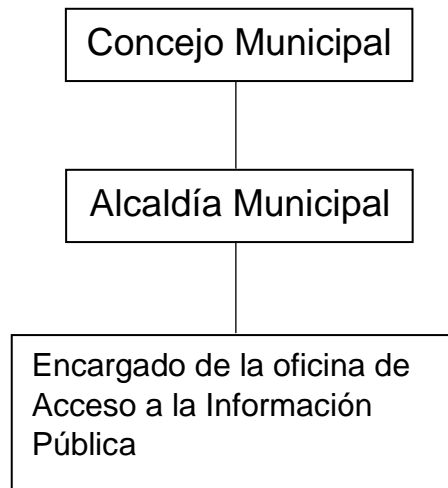 Concejo Municipal
Alcaldía Municipal
Encargado de la oficina de
Acceso a la Información
Pública